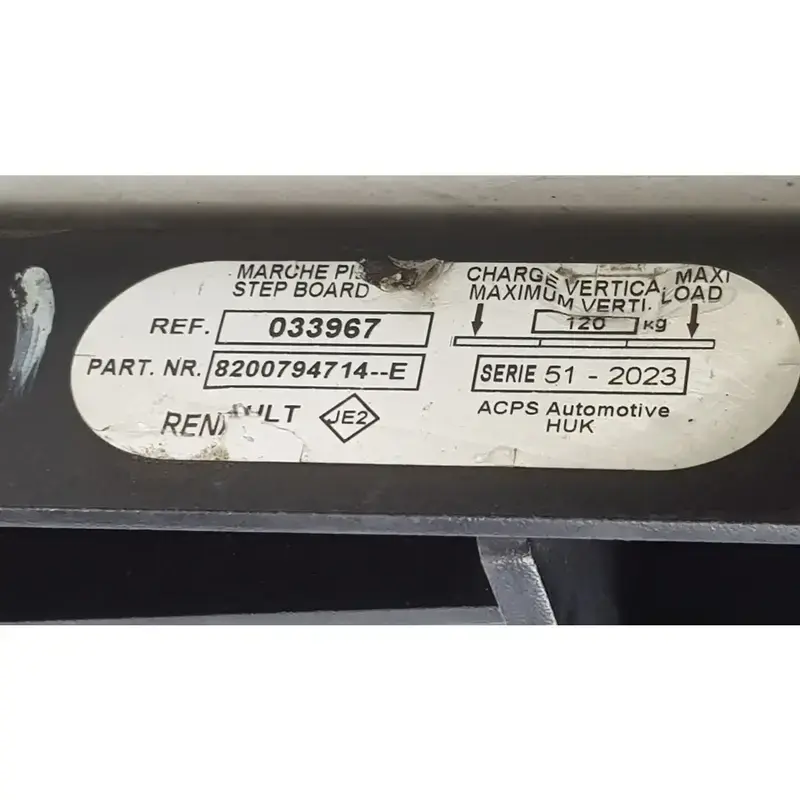 MARCHE
STEP BOARD
REF. 033967
PART. NR. 8200794714--E
RENAULT JE2
CHARGE VERTICA MAXI
MAXIMUM VERTI. LOAD
120 kg
SERIE 51 - 2023
ACPS Automotive
HUK